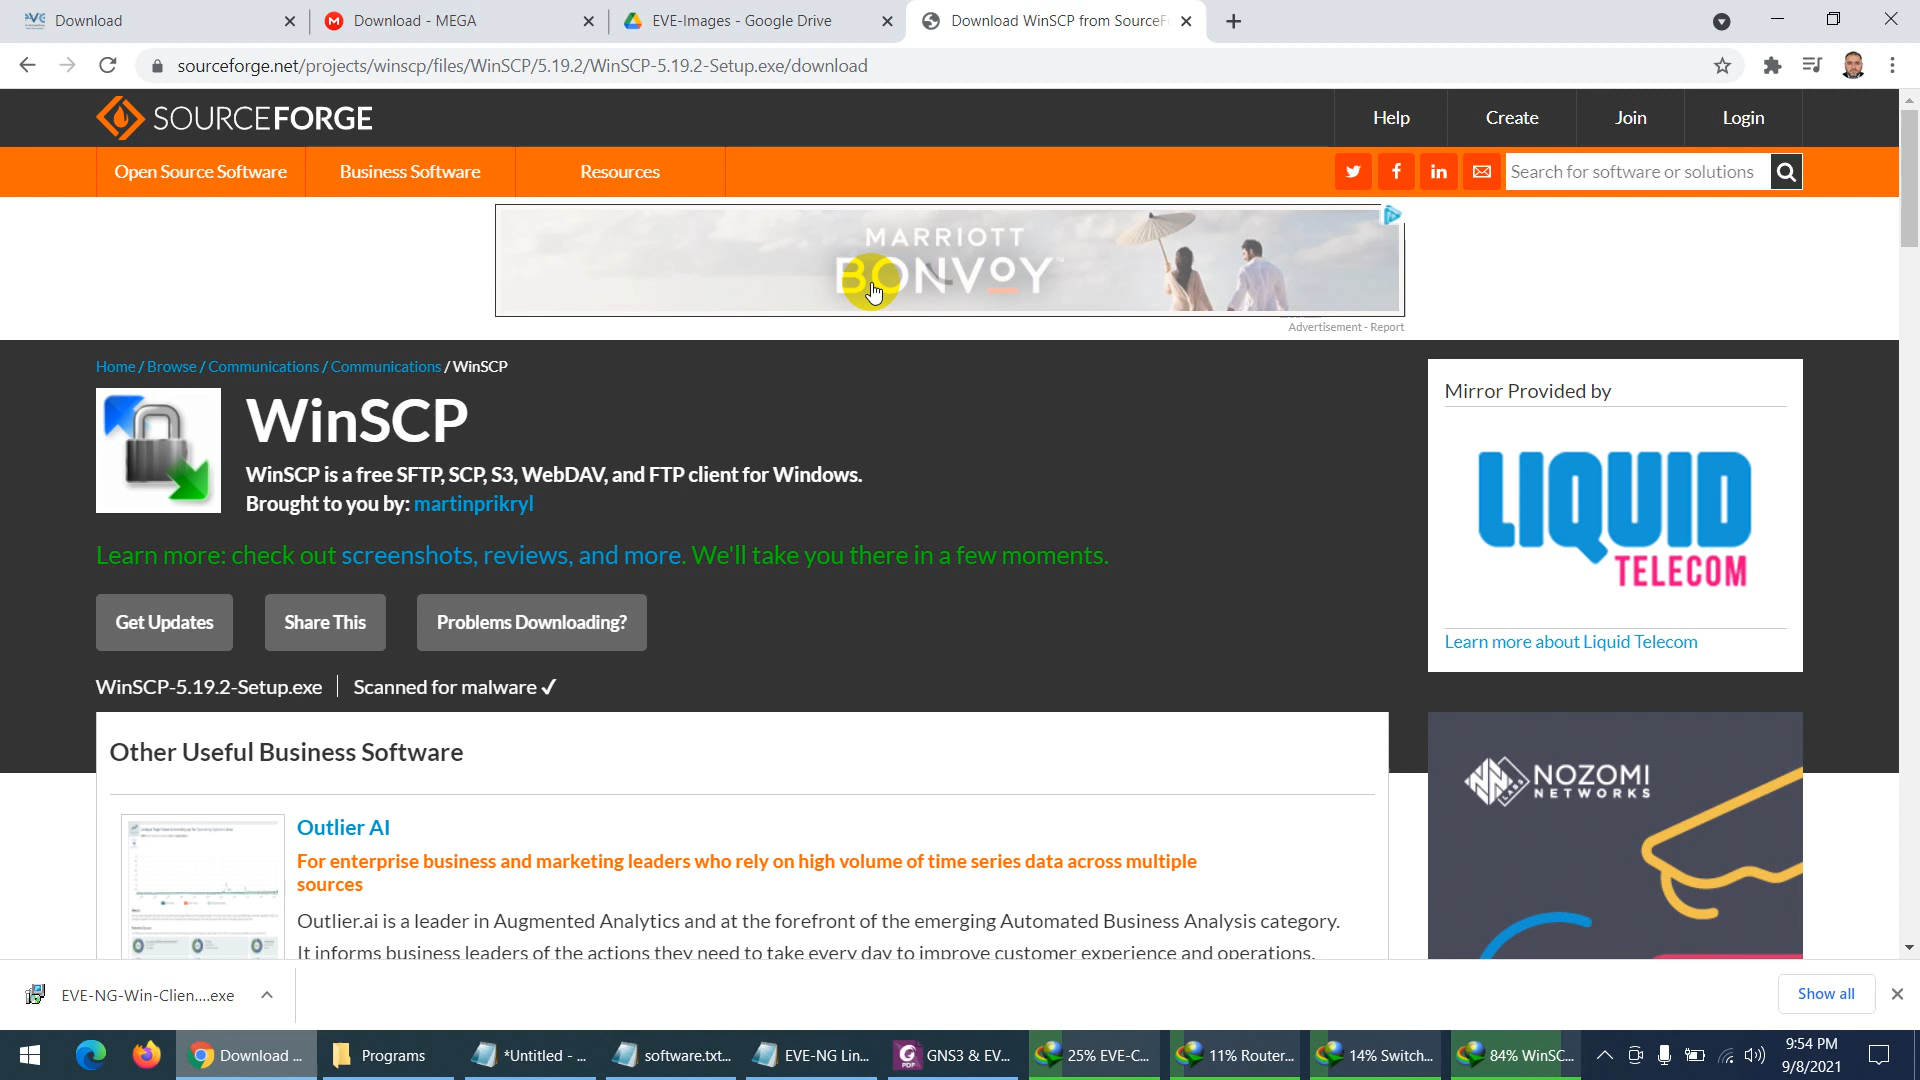 Download
Download - MEGA
EVE-Images - Google Drive
Download WinSCP from SourceF
sourceforge.net/projects/winscp/files/WinSCP/5.19.2/WinSCP-5.19.2-Setup.exe/download
SOURCEFORGE
Help
Create
Join
Login
Open Source Software
Business Software
Resources
Search for software or solutions
MARRIOTT
BONVOY
Advertisement - Report
Home / Browse / Communications / Communications / WinSCP
WinSCP
WinSCP is a free SFTP, SCP, S3, WebDAV, and FTP client for Windows.
Brought to you by: martinprikryl
Learn more: check out screenshots, reviews, and more. We'll take you there in a few moments.
Get Updates
Share This
Problems Downloading?
WinSCP-5.19.2-Setup.exe
Scanned for malware ✓
Mirror Provided by
LIQUID
TELECOM
Learn more about Liquid Telecom
Other Useful Business Software
Outlier AI
For enterprise business and marketing leaders who rely on high volume of time series data across multiple
sources
Outlier.ai is a leader in Augmented Analytics and at the forefront of the emerging Automated Business Analysis category.
It informs business leaders of the actions they need to take every day to improve customer experience and operations.
NOZOMI
NETWORKS
LABS
EVE-NG-Win-Clien....exe
Show all
Download ...
Programs
*Untitled - ...
software.txt...
EVE-NG Lin...
GNS3 & EV...
25% EVE-C...
11% Router...
14% Switch...
84% WinSC...
9:54 PM
9/8/2021